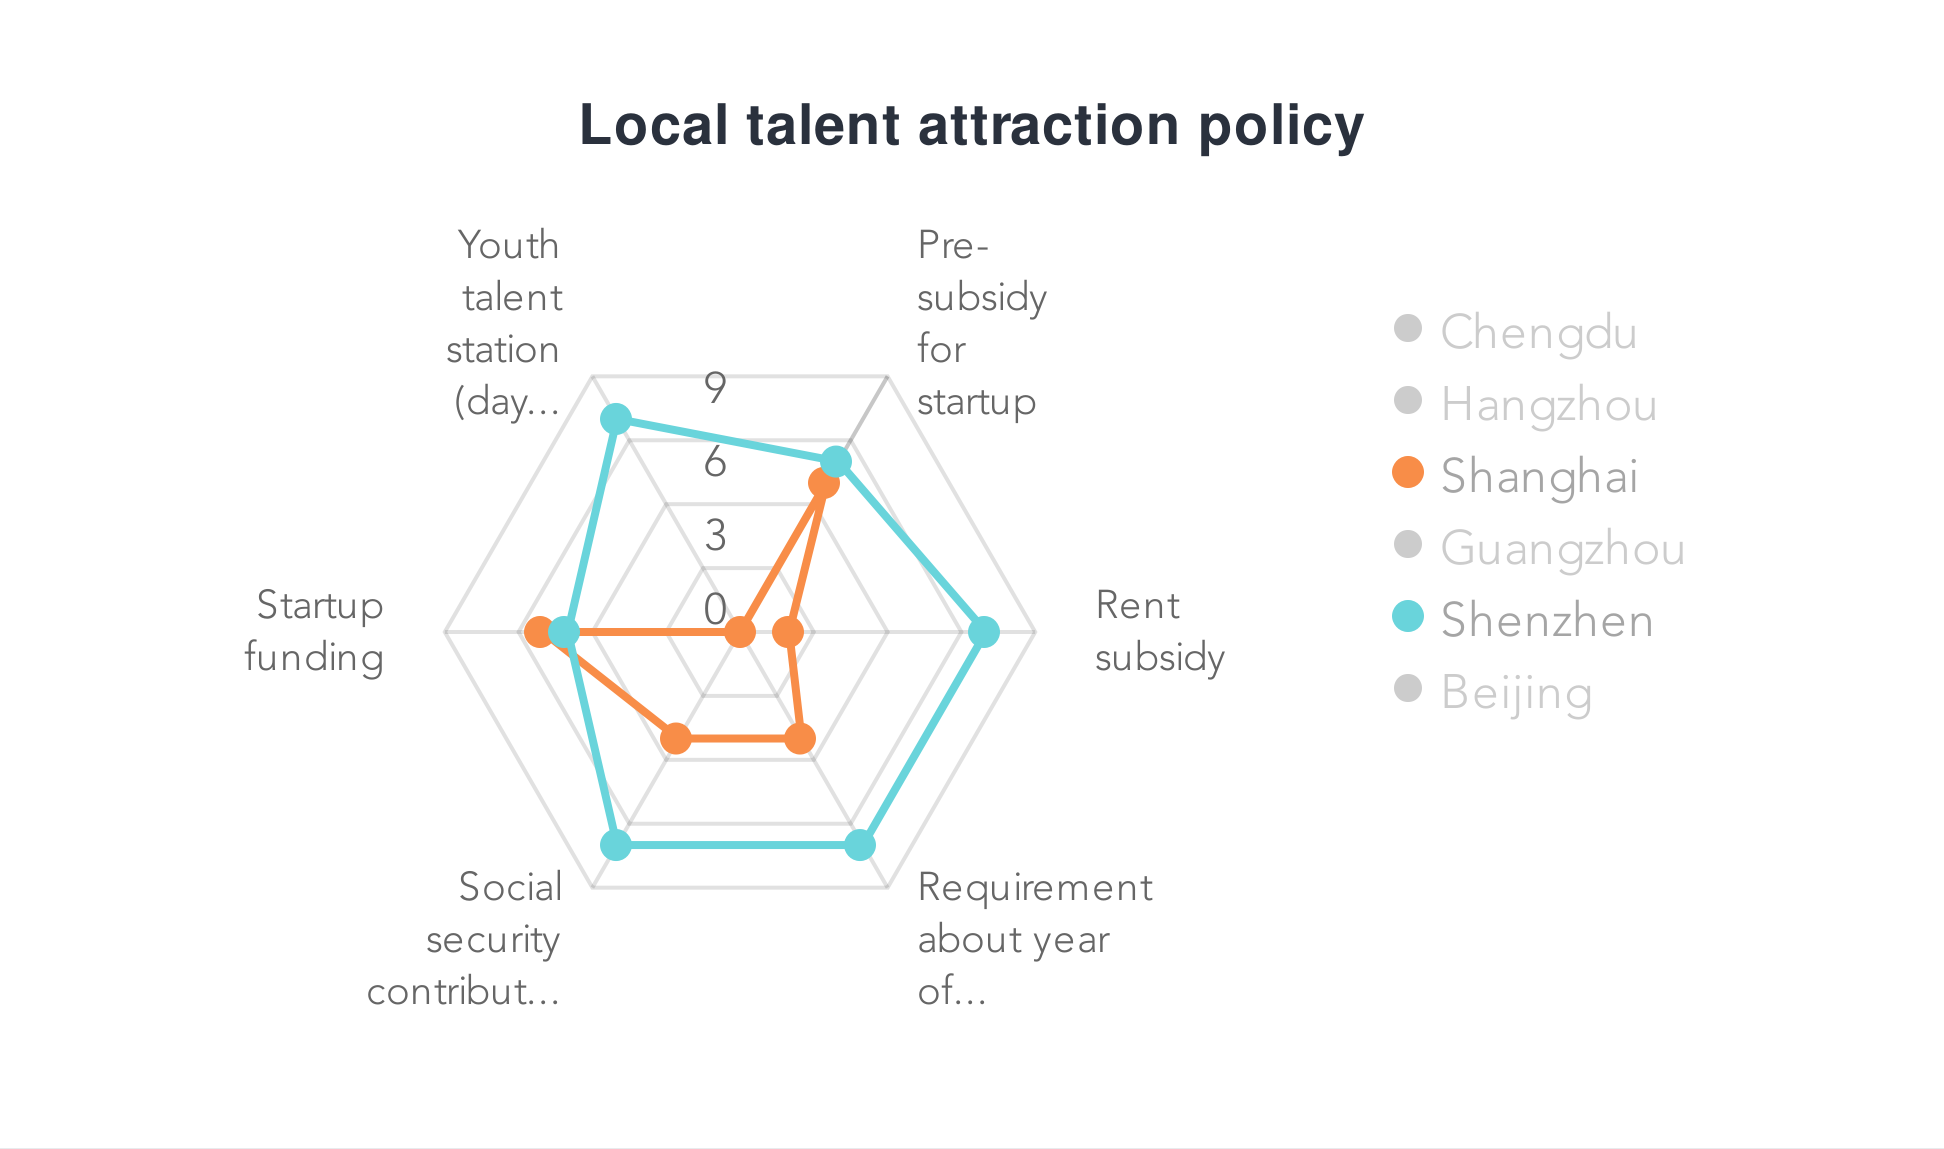 Local talent attraction policy
Youth
talent
station
(day...
Pre-
subsidy
for
startup
9
6
3
0
Startup
funding
Rent
subsidy
Social
security
contribut...
Requirement
about year
of...
Chengdu
Hangzhou
Shanghai
Guangzhou
Shenzhen
Beijing